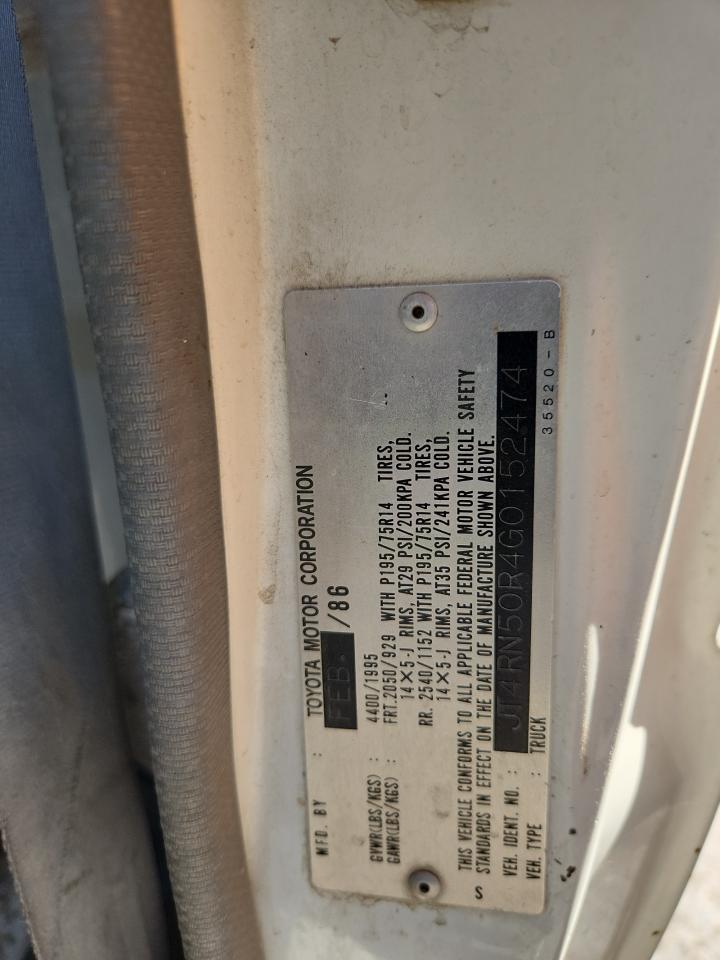 MFD. BY : TOYOTA MOTOR CORPORATION
FEB. /86
GVWR(LBS/KGS) : 4400/1995
GAWR(LBS/KGS) : FRT.2050/929 WITH P195/75R14 TIRES,
14×5-J RIMS, AT29 PSI/200KPA COLD.
RR. 2540/1152 WITH P195/75R14 TIRES,
14×5-J RIMS, AT35 PSI/241KPA COLD.
THIS VEHICLE CONFORMS TO ALL APPLICABLE FEDERAL MOTOR VEHICLE SAFETY
S STANDARDS IN EFFECT ON THE DATE OF MANUFACTURE SHOWN ABOVE.
VEH. IDENT. NO. : JT4RN50R4G0152474
VEH. TYPE : TRUCK
35520-B